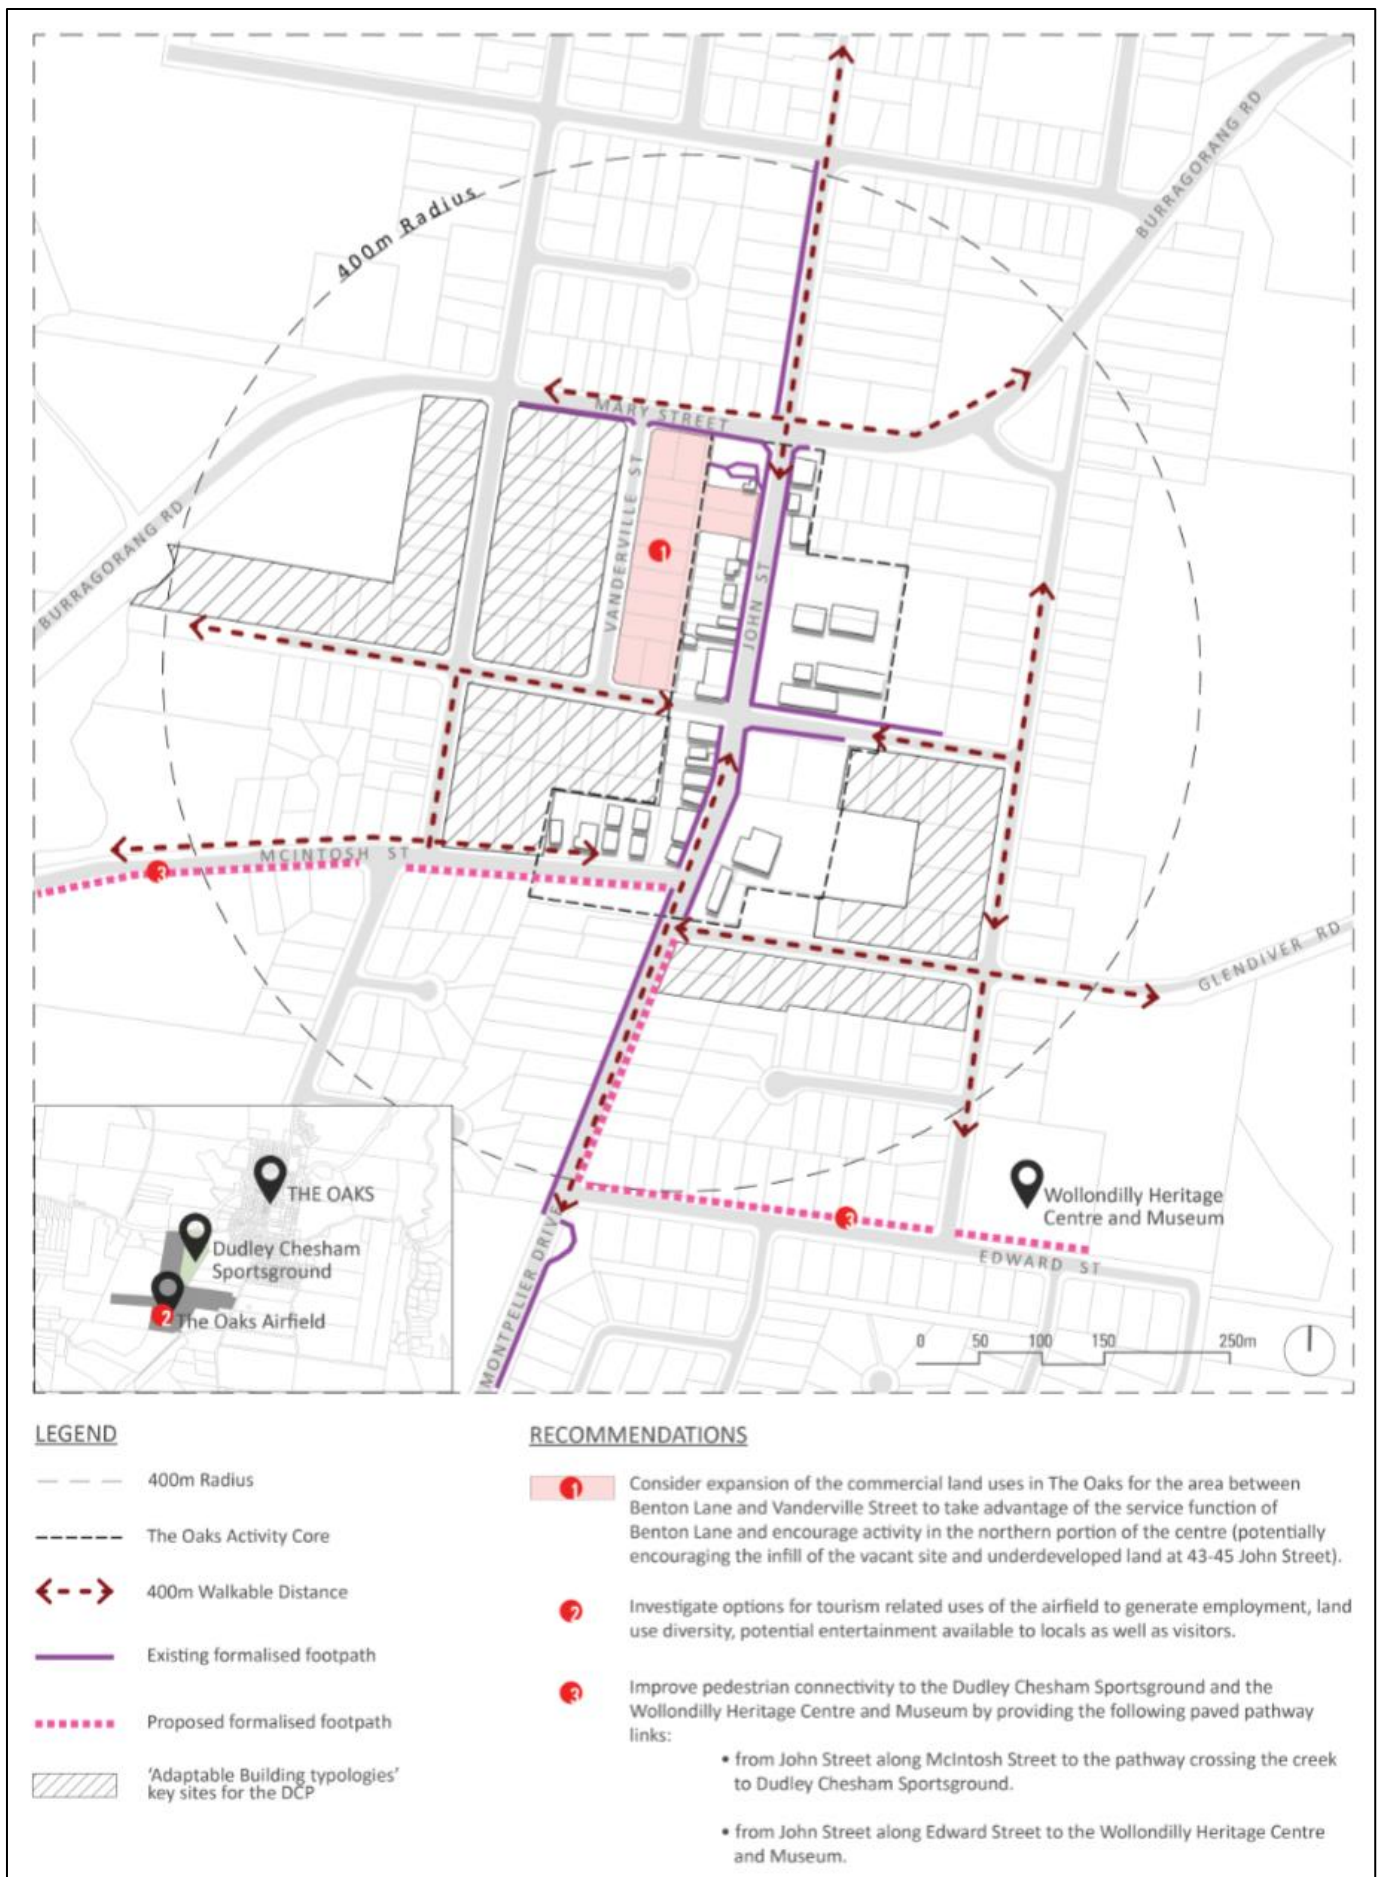 400m Radius
BURRAGORANG RD
MARY STREET
VANDERVILLE ST
1
JOHN ST
BURRAGORANG RD
MCINTOSH ST
3
GLENDIVER RD
THE OAKS
Dudley Chesham
Sportsground
2
The Oaks Airfield
Wollondilly Heritage
Centre and Museum
3
EDWARD ST
MONTPELIER DRIVE
0 50 100 150 250m
LEGEND
400m Radius
The Oaks Activity Core
400m Walkable Distance
Existing formalised footpath
Proposed formalised footpath
'Adaptable Building typologies'
key sites for the DCP
RECOMMENDATIONS
1
Consider expansion of the commercial land uses in The Oaks for the area between
Benton Lane and Vanderville Street to take advantage of the service function of
Benton Lane and encourage activity in the northern portion of the centre (potentially
encouraging the infill of the vacant site and underdeveloped land at 43-45 John Street).
2
Investigate options for tourism related uses of the airfield to generate employment, land
use diversity, potential entertainment available to locals as well as visitors.
3
Improve pedestrian connectivity to the Dudley Chesham Sportsground and the
Wollondilly Heritage Centre and Museum by providing the following paved pathway
links:
• from John Street along McIntosh Street to the pathway crossing the creek
to Dudley Chesham Sportsground.
• from John Street along Edward Street to the Wollondilly Heritage Centre
and Museum.